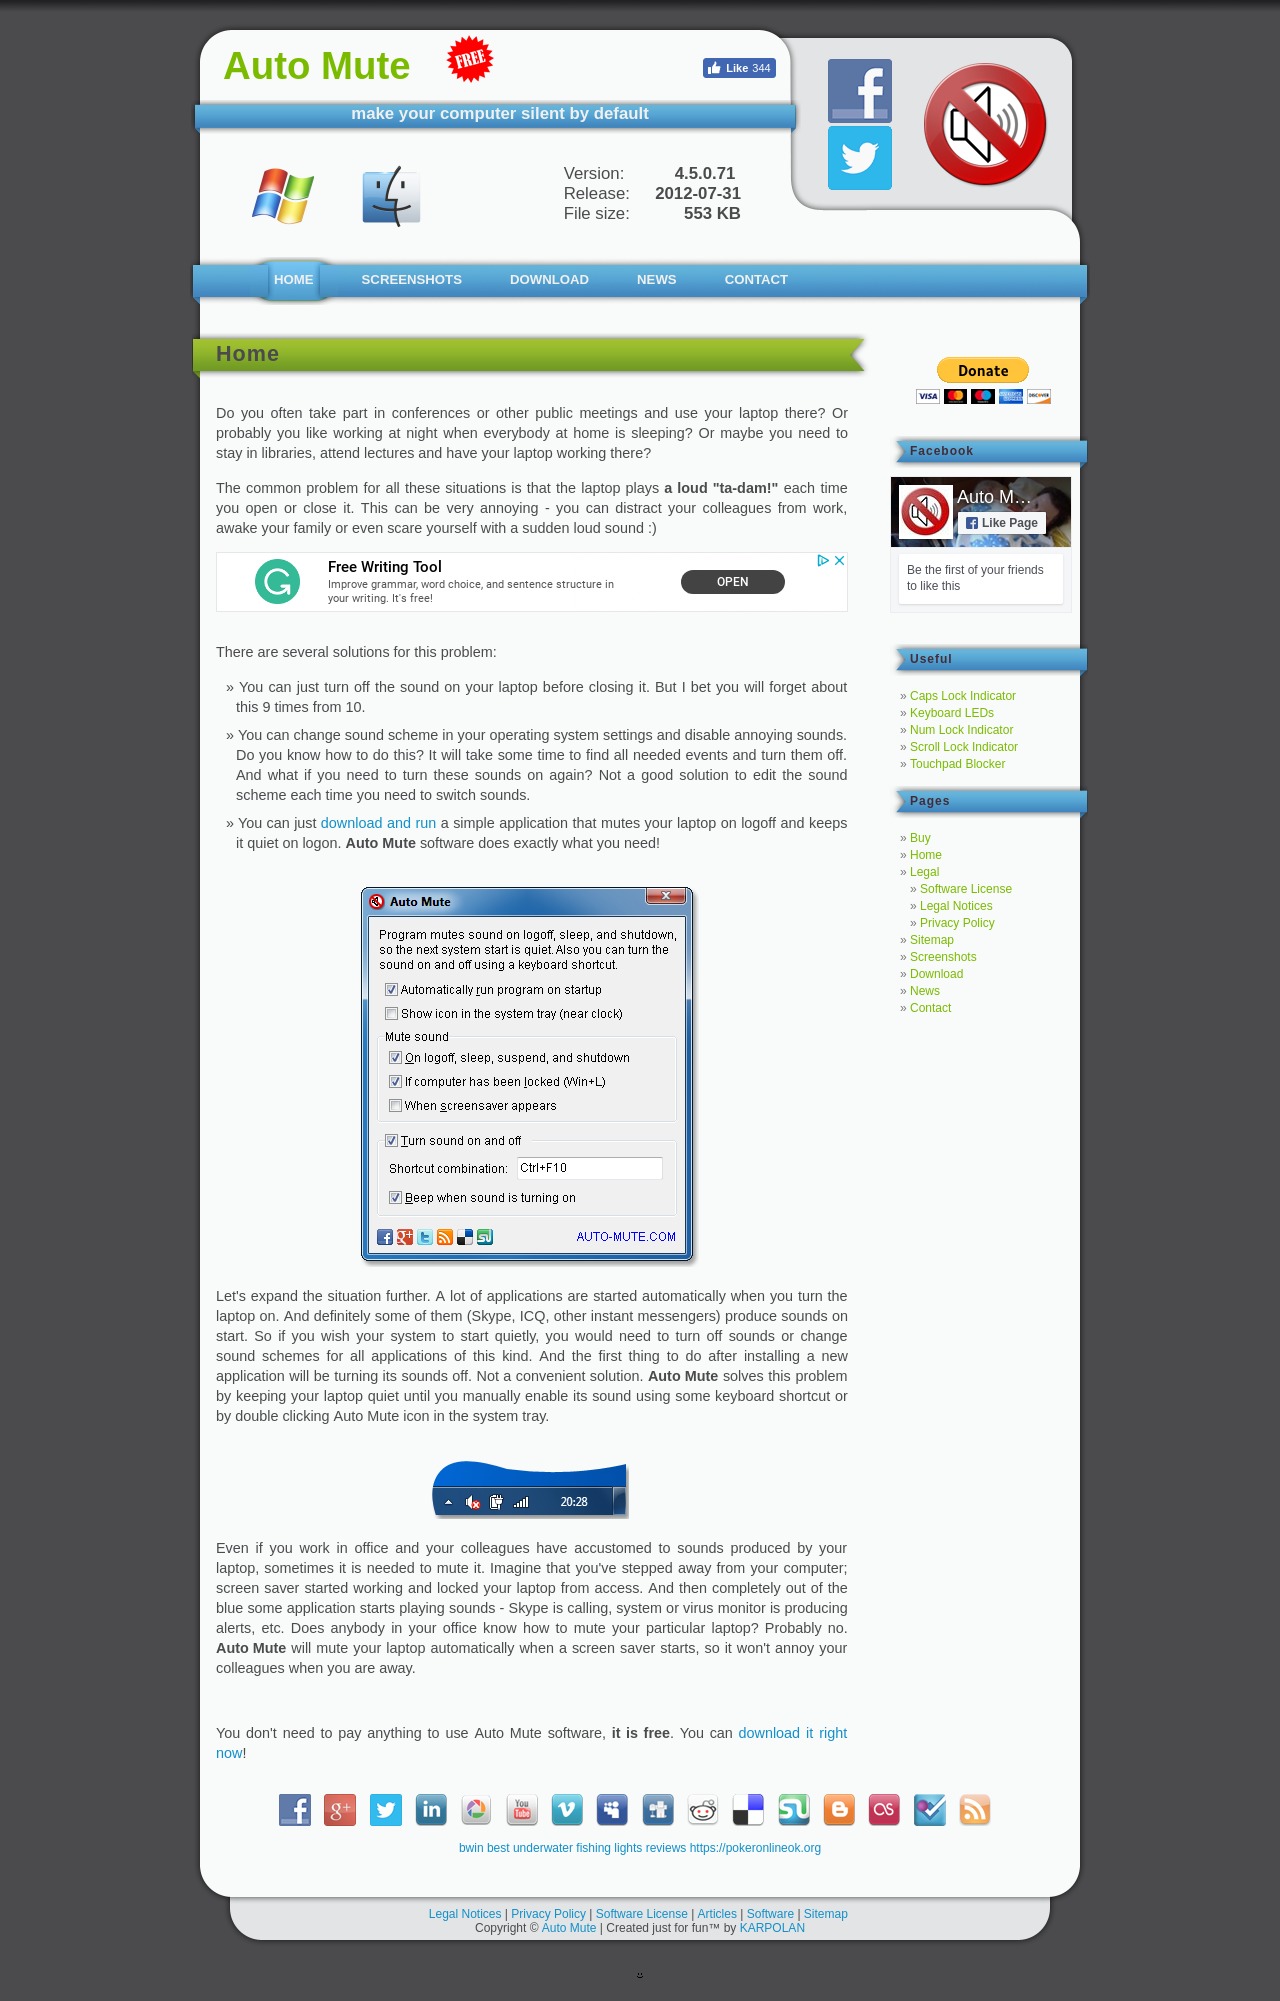 Auto Mute
FREE
Like 344
make your computer silent by default
Version: 4.5.0.71
Release: 2012-07-31
File size: 553 KB
HOME SCREENSHOTS DOWNLOAD NEWS CONTACT
Home
Do you often take part in conferences or other public meetings and use your laptop there? Or
probably you like working at night when everybody at home is sleeping? Or maybe you need to
stay in libraries, attend lectures and have your laptop working there?
The common problem for all these situations is that the laptop plays a loud "ta-dam!" each time
you open or close it. This can be very annoying - you can distract your colleagues from work,
awake your family or even scare yourself with a sudden loud sound :)
Free Writing Tool
Improve grammar, word choice, and sentence structure in
your writing. It's free!
OPEN
There are several solutions for this problem:
» You can just turn off the sound on your laptop before closing it. But I bet you will forget about
this 9 times from 10.
» You can change sound scheme in your operating system settings and disable annoying sounds.
Do you know how to do this? It will take some time to find all needed events and turn them off.
And what if you need to turn these sounds on again? Not a good solution to edit the sound
scheme each time you need to switch sounds.
» You can just download and run a simple application that mutes your laptop on logoff and keeps
it quiet on logon. Auto Mute software does exactly what you need!
Auto Mute
Program mutes sound on logoff, sleep, and shutdown,
so the next system start is quiet. Also you can turn the
sound on and off using a keyboard shortcut.
Automatically run program on startup
Show icon in the system tray (near clock)
Mute sound
On logoff, sleep, suspend, and shutdown
If computer has been locked (Win+L)
When screensaver appears
Turn sound on and off
Shortcut combination: Ctrl+F10
Beep when sound is turning on
AUTO-MUTE.COM
Let's expand the situation further. A lot of applications are started automatically when you turn the
laptop on. And definitely some of them (Skype, ICQ, other instant messengers) produce sounds on
start. So if you wish your system to start quietly, you would need to turn off sounds or change
sound schemes for all applications of this kind. And the first thing to do after installing a new
application will be turning its sounds off. Not a convenient solution. Auto Mute solves this problem
by keeping your laptop quiet until you manually enable its sound using some keyboard shortcut or
by double clicking Auto Mute icon in the system tray.
20:28
Even if you work in office and your colleagues have accustomed to sounds produced by your
laptop, sometimes it is needed to mute it. Imagine that you've stepped away from your computer;
screen saver started working and locked your laptop from access. And then completely out of the
blue some application starts playing sounds - Skype is calling, system or virus monitor is producing
alerts, etc. Does anybody in your office know how to mute your particular laptop? Probably no.
Auto Mute will mute your laptop automatically when a screen saver starts, so it won't annoy your
colleagues when you are away.
You don't need to pay anything to use Auto Mute software, it is free. You can download it right
now!
Donate
VISA
DISCOVER
Facebook
Auto M…
Like Page
Be the first of your friends
to like this
Useful
» Caps Lock Indicator
» Keyboard LEDs
» Num Lock Indicator
» Scroll Lock Indicator
» Touchpad Blocker
Pages
» Buy
» Home
» Legal
» Software License
» Legal Notices
» Privacy Policy
» Sitemap
» Screenshots
» Download
» News
» Contact
You Tube
bwin best underwater fishing lights reviews https://pokeronlineok.org
Legal Notices | Privacy Policy | Software License | Articles | Software | Sitemap
Copyright © Auto Mute | Created just for fun™ by KARPOLAN